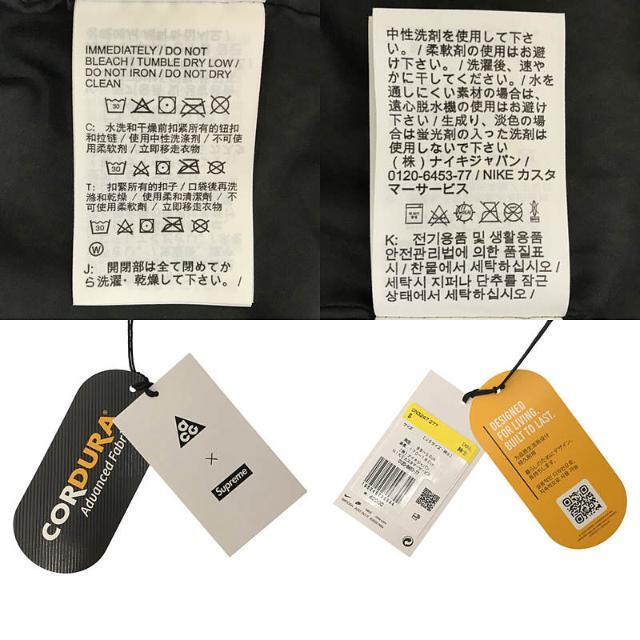 IMMEDIATELY / DO NOT
BLEACH / TUMBLE DRY LOW /
DO NOT IRON / DO NOT DRY
CLEAN
30
C: 水洗和干燥前扣紧所有的钮扣
和拉链 / 使用中性洗涤剂 / 不可
使用柔软剂 / 立即移走衣物
30
T: 扣緊所有的扣子 / 口袋後再洗
滌和乾燥 / 使用柔和清潔劑 / 不
可使用柔軟劑 / 立即移走衣物
30
W
J: 開閉部は全て閉めてか
ら洗濯・乾燥して下さい。 /
中性洗剤を使用して下さ
い。 / 柔軟剤の使用はお避
け下さい。 / 洗濯後、速や
かに干してください。 / 水を
通しにくい素材の場合は、
遠心脱水機の使用はお避け
下さい / 生成り、淡色の場
合は蛍光剤の入った洗剤は
使用しないで下さい
(株)ナイキジャパン /
0120-6453-77 / NIKE カスタ
マーサービス
K: 전기용품 및 생활용품
안전관리법에 의한 품질표
시 / 찬물에서 세탁하십시오 /
세탁시 지퍼나 단추를 잠근
상태에서 세탁하십시오 /
CORDURA
Advanced Fabri
ACG
×
Supreme
DN3247 277
S
DESIGNED
FOR LIVING.
BUILT TO LAST.